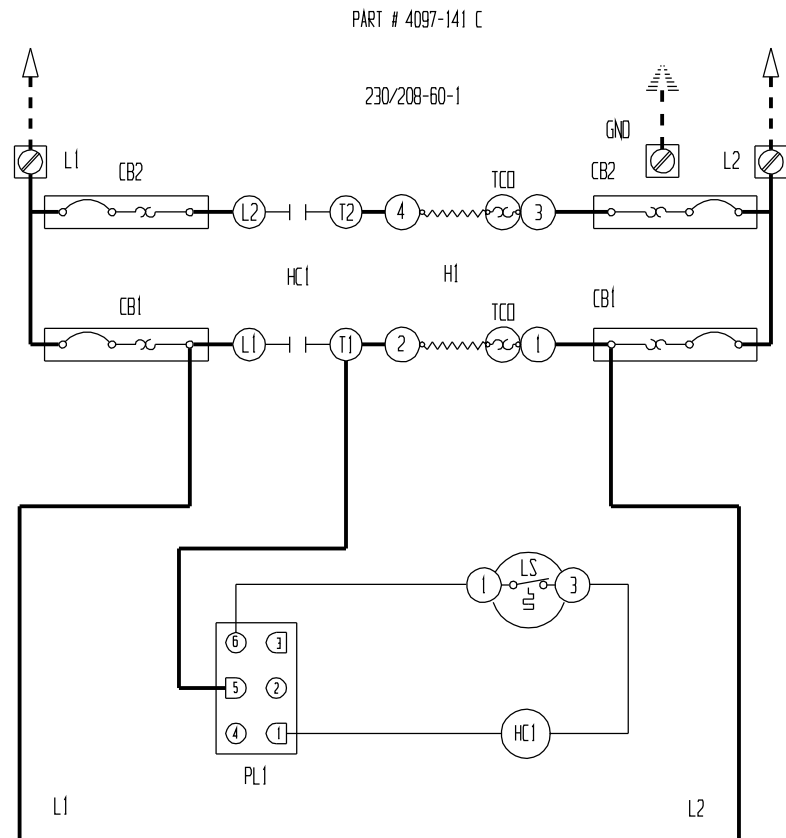 PART # 4097-141 C
230/208-60-1
GND
L1
CB2
TCO
CB2
L2
L2
T2
4
3
HC1
H1
CB1
TCO
CB1
L1
T1
2
1
LS
1
3
6
3
5
2
4
1
HC1
PL1
L1
L2